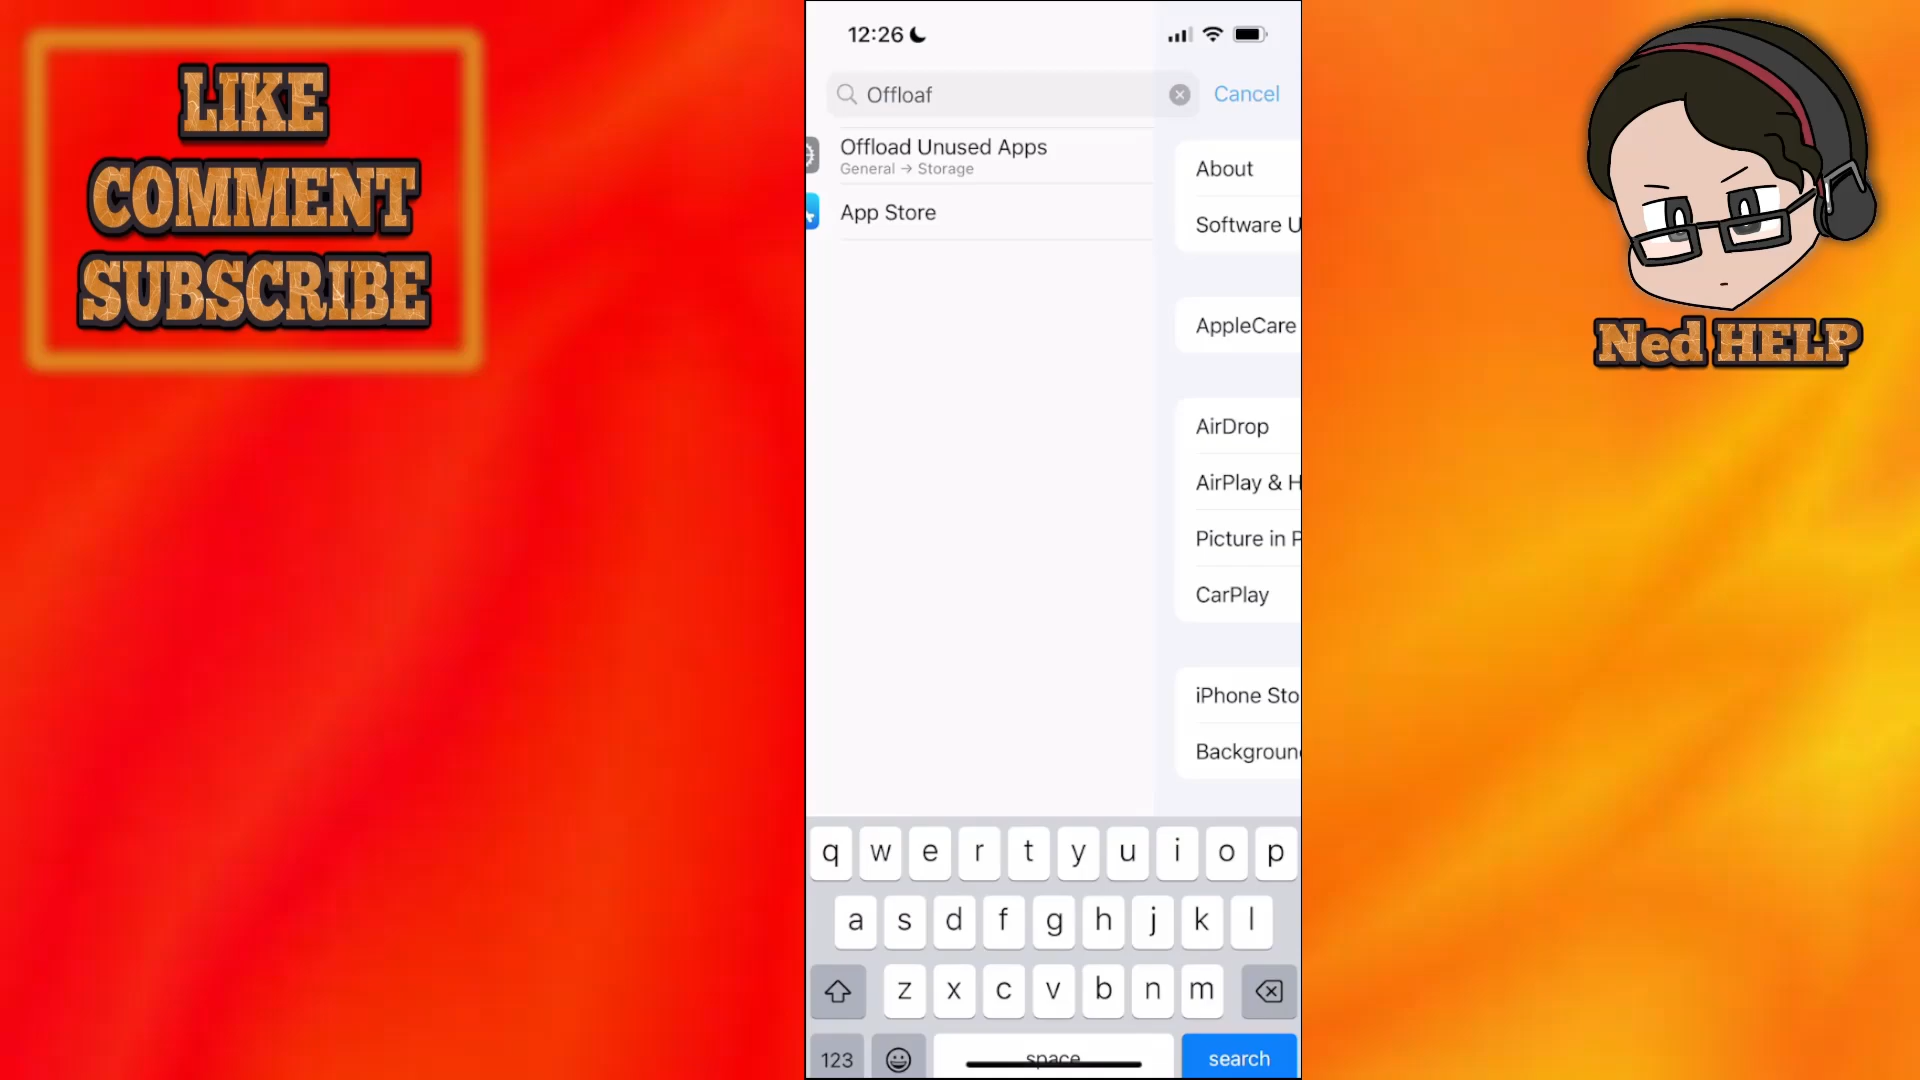 LIKE
COMMENT
SUBSCRIBE
12:26
Offloaf
Cancel
Offload Unused Apps
General → Storage
App Store
About
Software U
AppleCare
AirDrop
AirPlay & H
Picture in P
CarPlay
iPhone Sto
Backgroun
q w e r t y u i o p
a s d f g h j k l
z x c v b n m
123 space search
Ned HELP